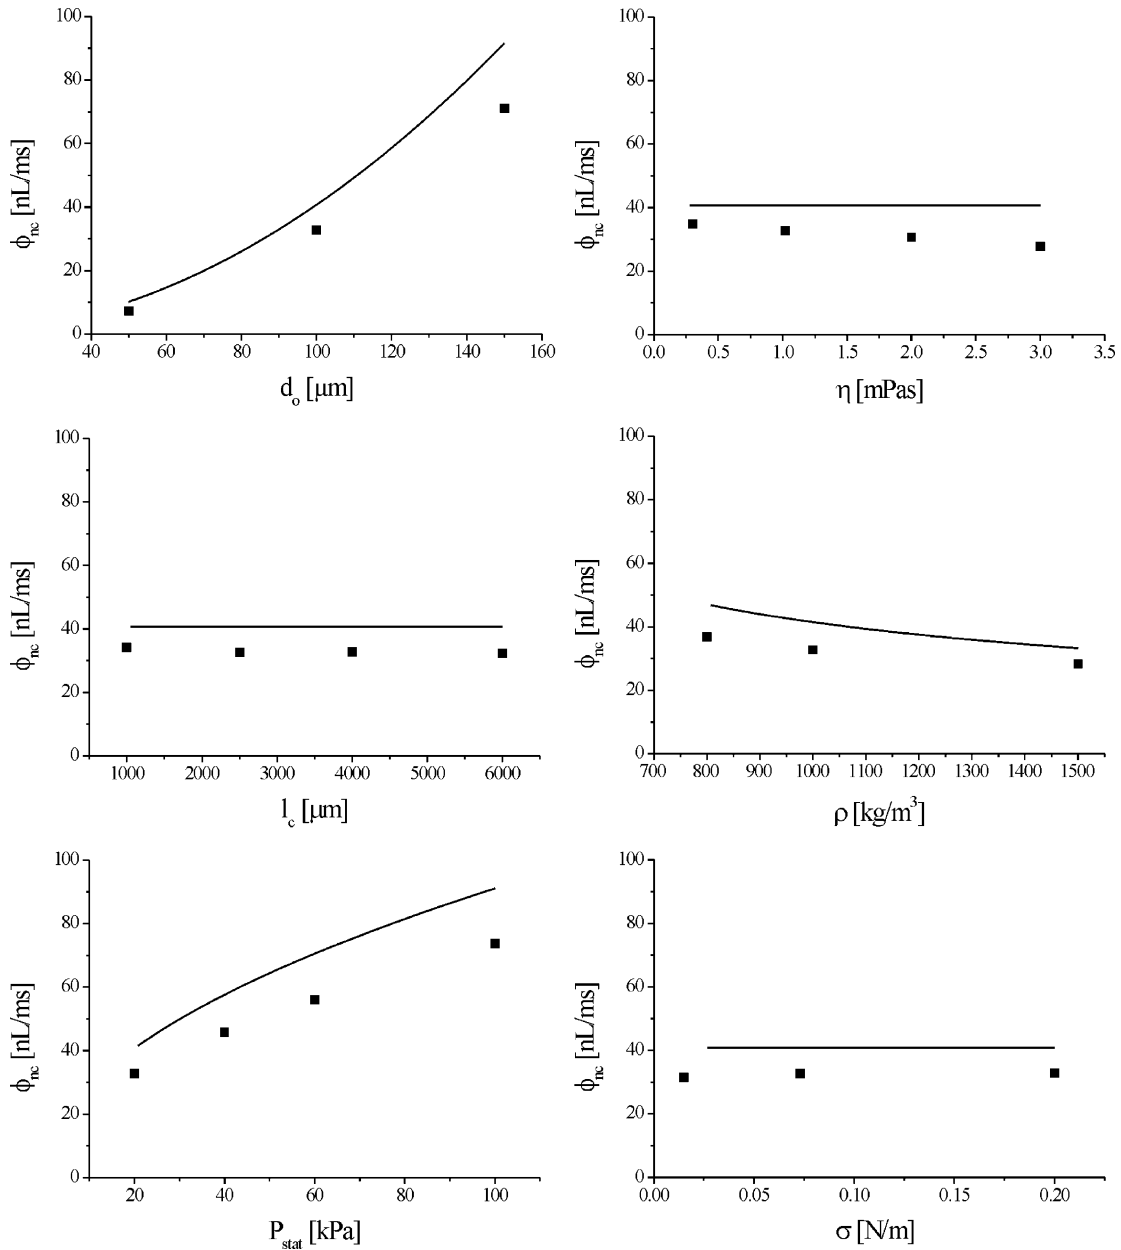 100
80
60
40
20
0
ϕnc [nL/ms]
40 60 80 100 120 140 160
do [μm]
100
80
60
40
20
0
ϕnc [nL/ms]
0.0 0.5 1.0 1.5 2.0 2.5 3.0 3.5
η [mPas]
100
80
60
40
20
0
ϕnc [nL/ms]
1000 2000 3000 4000 5000 6000
lc [μm]
100
80
60
40
20
0
ϕnc [nL/ms]
700 800 900 1000 1100 1200 1300 1400 1500
ρ [kg/m³]
100
80
60
40
20
0
ϕnc [nL/ms]
20 40 60 80 100
Pstat [kPa]
100
80
60
40
20
0
ϕnc [nL/ms]
0.00 0.05 0.10 0.15 0.20
σ [N/m]